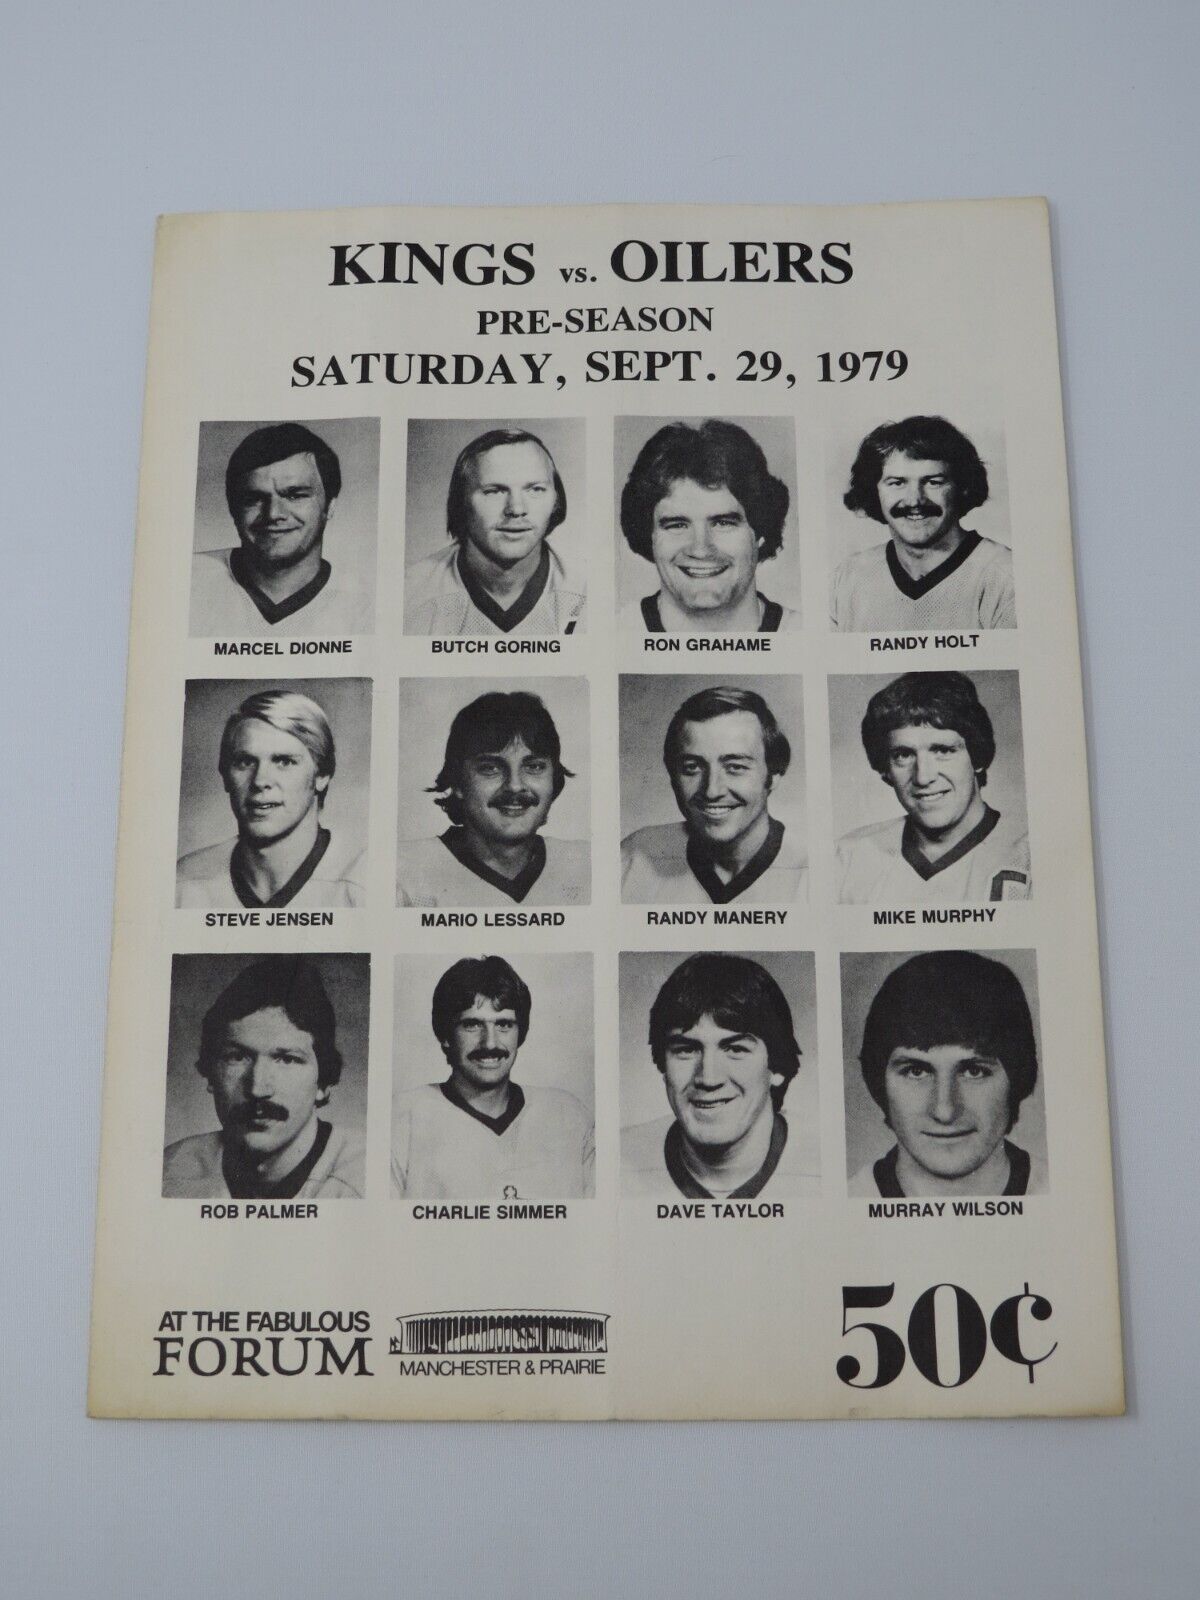 KINGS vs. OILERS
PRE-SEASON
SATURDAY, SEPT. 29, 1979
MARCEL DIONNE
BUTCH GORING
RON GRAHAME
RANDY HOLT
STEVE JENSEN
MARIO LESSARD
RANDY MANERY
MIKE MURPHY
ROB PALMER
CHARLIE SIMMER
DAVE TAYLOR
MURRAY WILSON
AT THE FABULOUS
FORUM
MANCHESTER & PRAIRIE
50¢